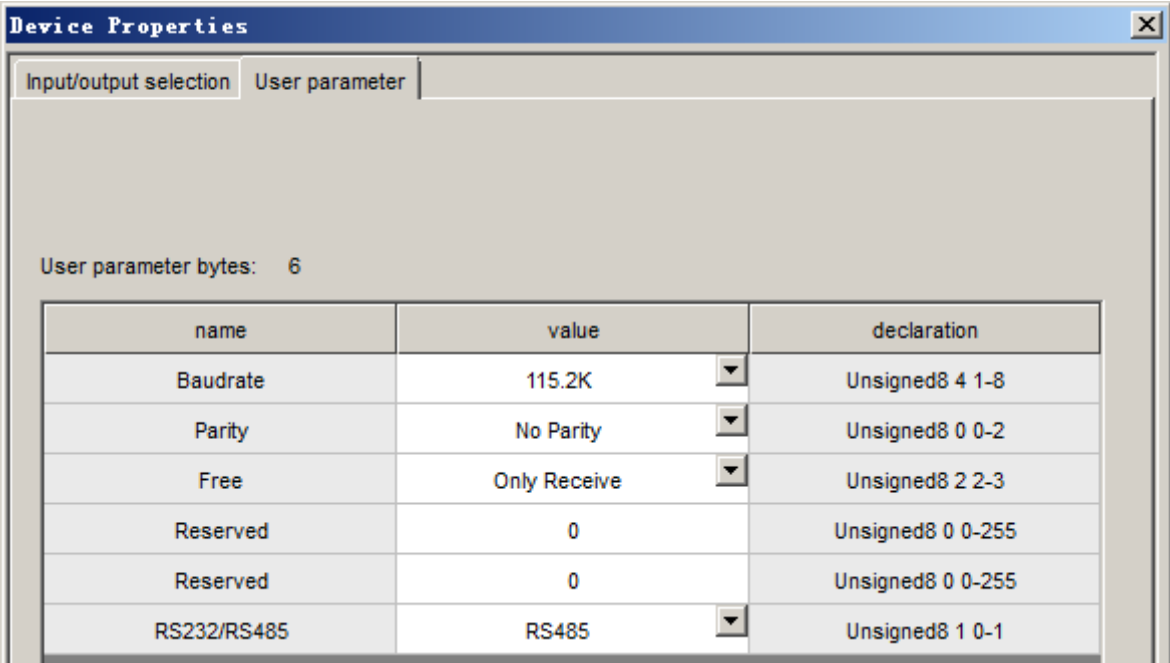 Device Properties
Input/output selection User parameter
User parameter bytes: 6
name value declaration
Baudrate 115.2K Unsigned8 4 1-8
Parity No Parity Unsigned8 0 0-2
Free Only Receive Unsigned8 2 2-3
Reserved 0 Unsigned8 0 0-255
Reserved 0 Unsigned8 0 0-255
RS232/RS485 RS485 Unsigned8 1 0-1